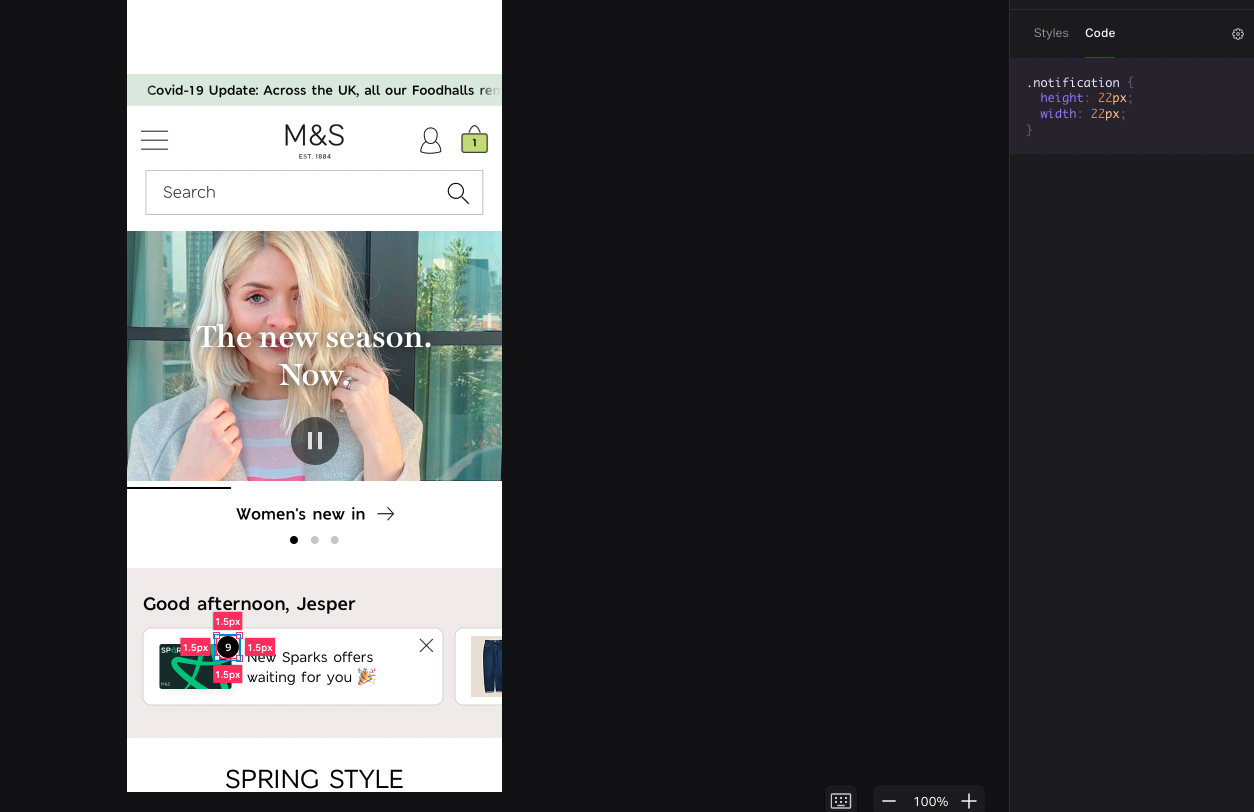 Styles Code
.notification {
height: 22px;
width: 22px;
}
Covid-19 Update: Across the UK, all our Foodhalls
M&S
EST. 1884
1
Search
The new season.
Now.
Women's new in
Good afternoon, Jesper
1.5px
1.5px
9
1.5px
1.5px
M&S
New Sparks offers
waiting for you 🎉
SPRING STYLE
100%